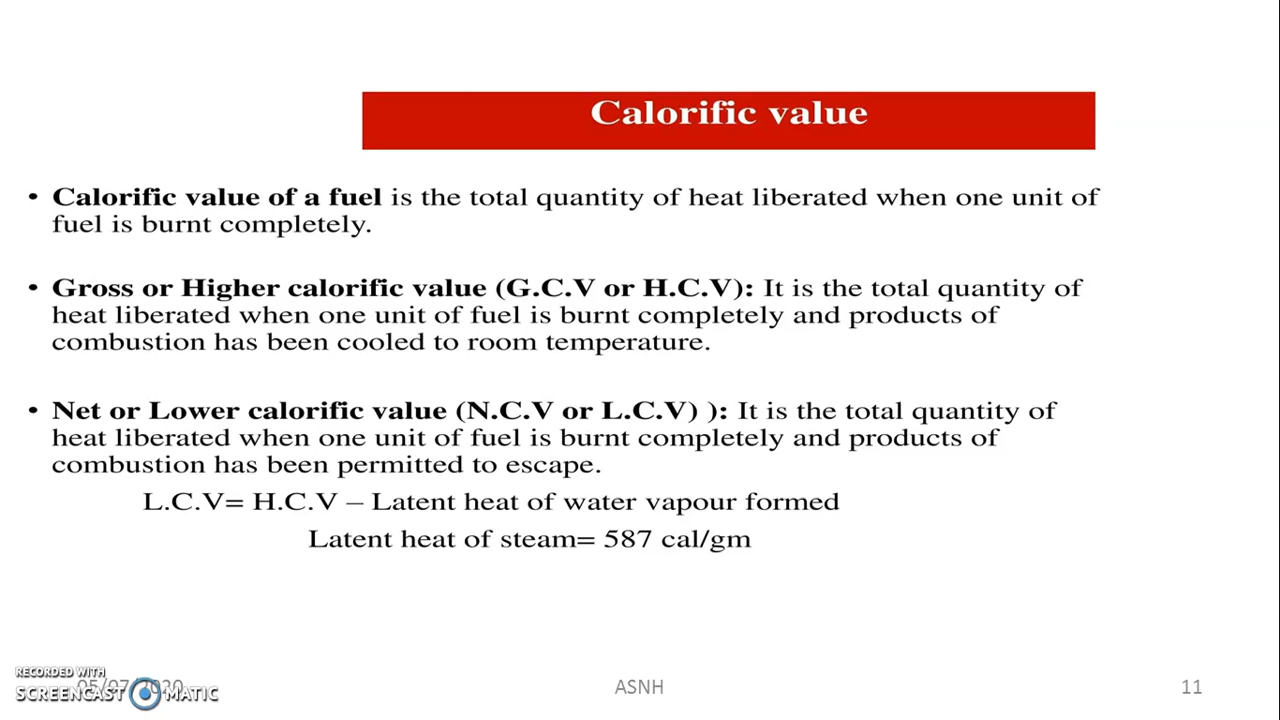 Calorific value
• Calorific value of a fuel is the total quantity of heat liberated when one unit of
fuel is burnt completely.
• Gross or Higher calorific value (G.C.V or H.C.V): It is the total quantity of
heat liberated when one unit of fuel is burnt completely and products of
combustion has been cooled to room temperature.
• Net or Lower calorific value (N.C.V or L.C.V) ): It is the total quantity of
heat liberated when one unit of fuel is burnt completely and products of
combustion has been permitted to escape.
L.C.V= H.C.V – Latent heat of water vapour formed
Latent heat of steam= 587 cal/gm
RECORDED WITH
SCREENCAST MATIC
ASNH
11